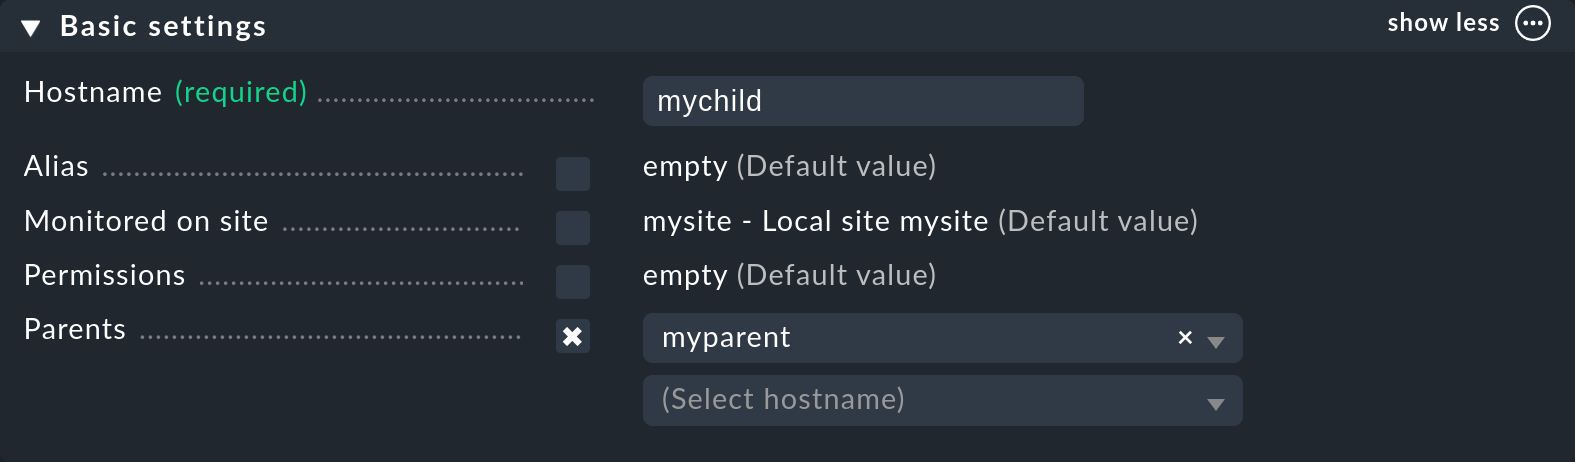 Basic settings show less
Hostname (required) mychild
Alias empty (Default value)
Monitored on site mysite - Local site mysite (Default value)
Permissions empty (Default value)
Parents myparent
(Select hostname)